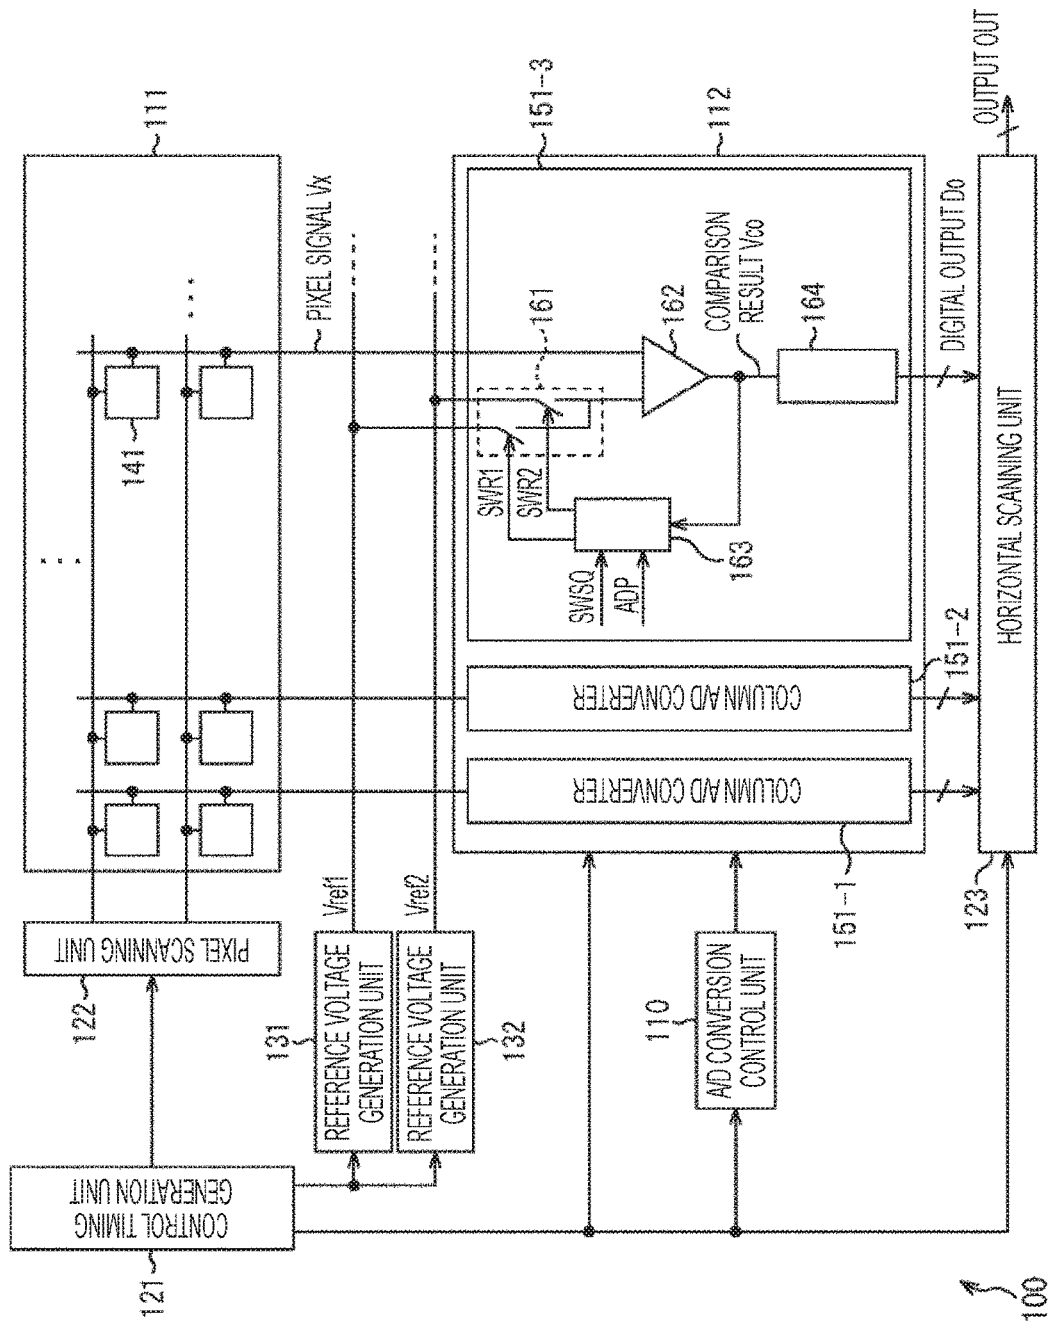 100
121
CONTROL TIMING
GENERATION UNIT
122
PIXEL SCANNING UNIT
111
141
. . .
. . .
131
REFERENCE VOLTAGE
GENERATION UNIT
Vref1
132
REFERENCE VOLTAGE
GENERATION UNIT
Vref2
PIXEL SIGNAL Vx
110
A/D CONVERSION
CONTROL UNIT
112
151-1
COLUMN A/D CONVERTER
151-2
COLUMN A/D CONVERTER
151-3
SWR1
SWR2
161
162
SWSQ
ADP
163
COMPARISON
RESULT Vco
164
DIGITAL OUTPUT Do
123
HORIZONTAL SCANNING UNIT
OUTPUT OUT